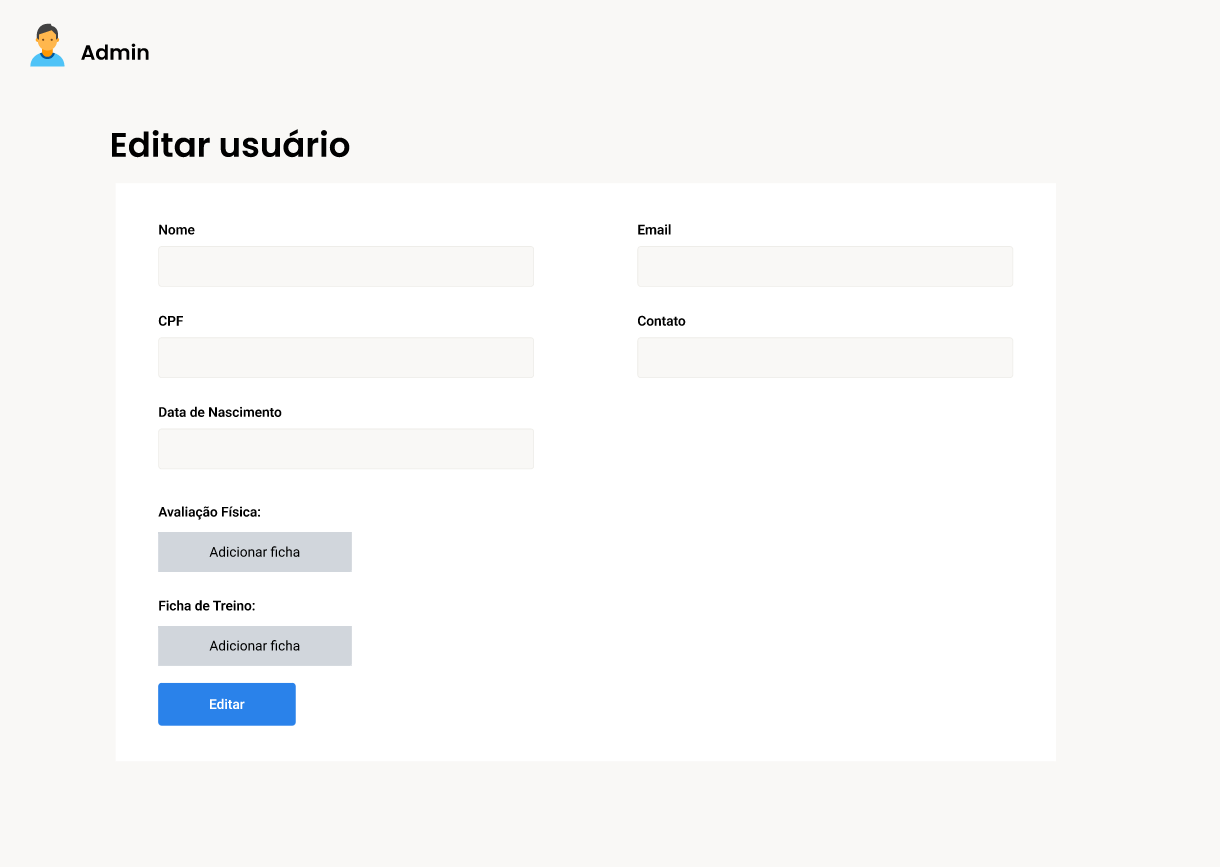 Admin
Editar usuário
Nome
Email
CPF
Contato
Data de Nascimento
Avaliação Física:
Adicionar ficha
Ficha de Treino:
Adicionar ficha
Editar